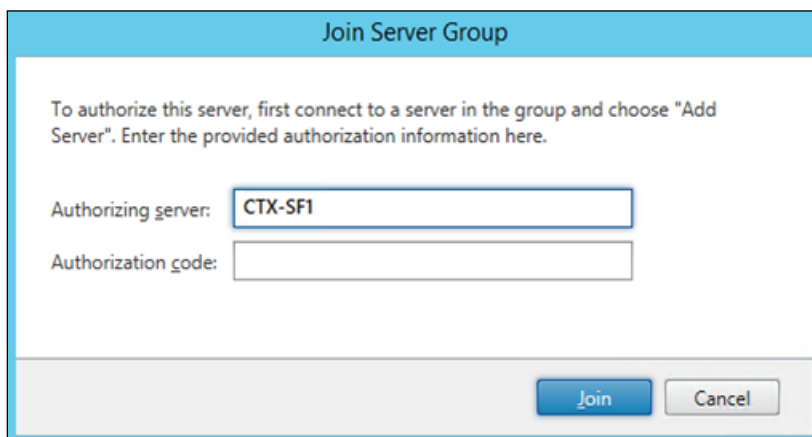 Join Server Group
To authorize this server, first connect to a server in the group and choose "Add
Server". Enter the provided authorization information here.
Authorizing server: CTX-SF1
Authorization code:
Join Cancel